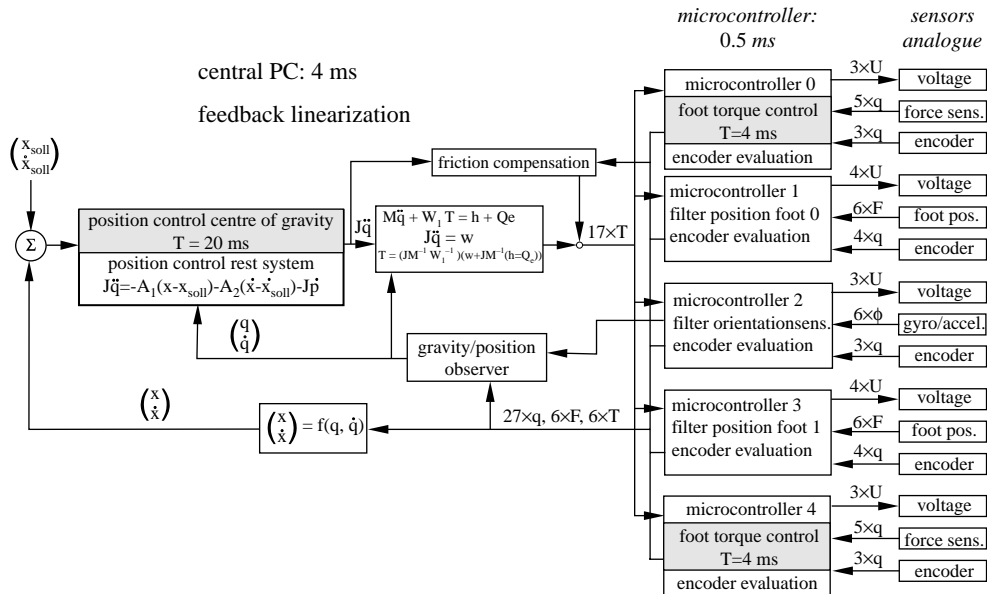 microcontroller:
0.5 ms
sensors
analogue
central PC: 4 ms
feedback linearization
(x_soll
ẋ_soll)
Σ
position control centre of gravity
T = 20 ms
position control rest system
Jq̈=-A₁(x-x_soll)-A₂(ẋ-ẋ_soll)-J̇ṗ
Jq̈
friction compensation
Mq̈ + W₁ T = h + Qe
Jq̈ = w
T = (JM⁻¹ W₁⁻¹)(w+JM⁻¹(h=Qₑ))
17×T
(q
q̇)
gravity/position
observer
(x
ẋ)
(x
ẋ) = f(q, q̇)
27×q, 6×F, 6×T
microcontroller 0
foot torque control
T=4 ms
encoder evaluation
3×U
voltage
5×q
force sens.
3×q
encoder
microcontroller 1
filter position foot 0
encoder evaluation
4×U
voltage
6×F
foot pos.
4×q
encoder
microcontroller 2
filter orientationsens.
encoder evaluation
3×U
voltage
6×ϕ
gyro/accel.
3×q
encoder
microcontroller 3
filter position foot 1
encoder evaluation
4×U
voltage
6×F
foot pos.
4×q
encoder
microcontroller 4
foot torque control
T=4 ms
encoder evaluation
3×U
voltage
5×q
force sens.
3×q
encoder